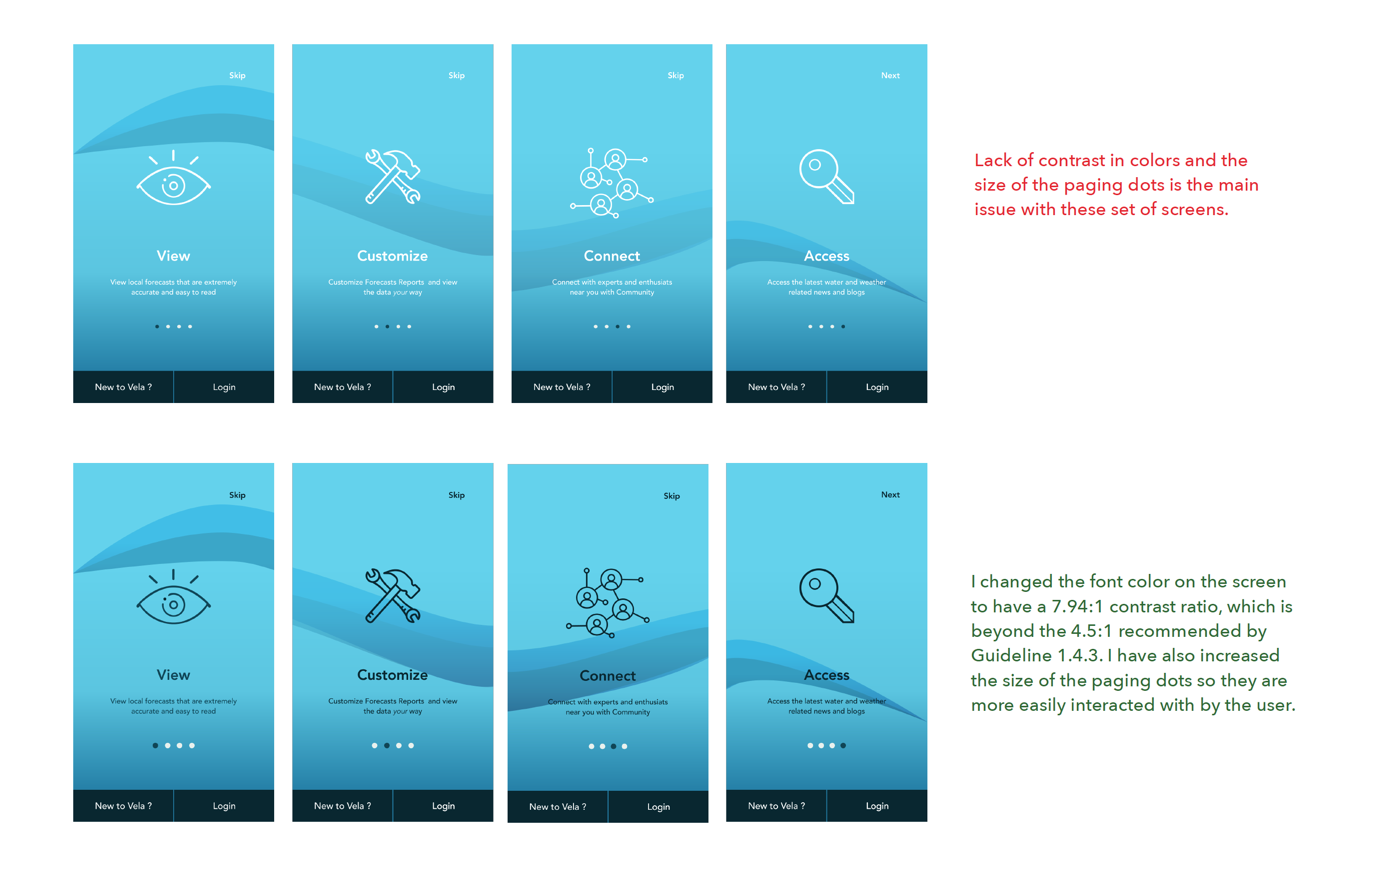 Skip
View
View local forecasts that are extremely
accurate and easy to read
New to Vela ?
Login
Skip
Customize
Customize Forecasts Reports  and view
the data your way
New to Vela ?
Login
Skip
Connect
Connect with experts and enthusiats
near you with Community
New to Vela ?
Login
Next
Access
Access the latest water and weather
related news and blogs
New to Vela ?
Login
Lack of contrast in colors and the
size of the paging dots is the main
issue with these set of screens.
Skip
View
View local forecasts that are extremely
accurate and easy to read
New to Vela ?
Login
Skip
Customize
Customize Forecasts Reports  and view
the data your way
New to Vela ?
Login
Skip
Connect
Connect with experts and enthusiats
near you with Community
New to Vela ?
Login
Next
Access
Access the latest water and weather
related news and blogs
New to Vela ?
Login
I changed the font color on the screen
to have a 7.94:1 contrast ratio, which is
beyond the 4.5:1 recommended by
Guideline 1.4.3. I have also increased
the size of the paging dots so they are
more easily interacted with by the user.